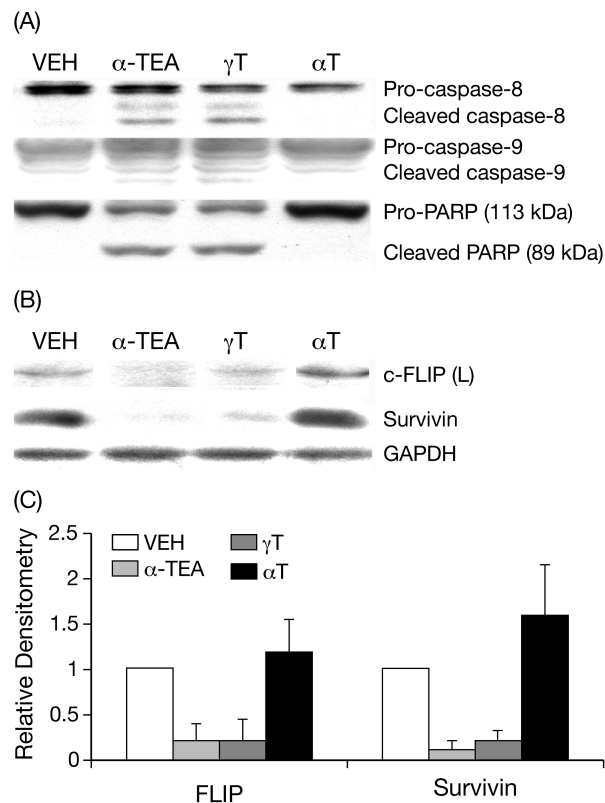 (A)
VEH α-TEA γT αT
Pro-caspase-8
Cleaved caspase-8
Pro-caspase-9
Cleaved caspase-9
Pro-PARP (113 kDa)
Cleaved PARP (89 kDa)
(B)
VEH α-TEA γT αT
c-FLIP (L)
Survivin
GAPDH
(C)
Relative Densitometry
2.5
2
1.5
1
0.5
0
VEH γT
α-TEA αT
FLIP Survivin